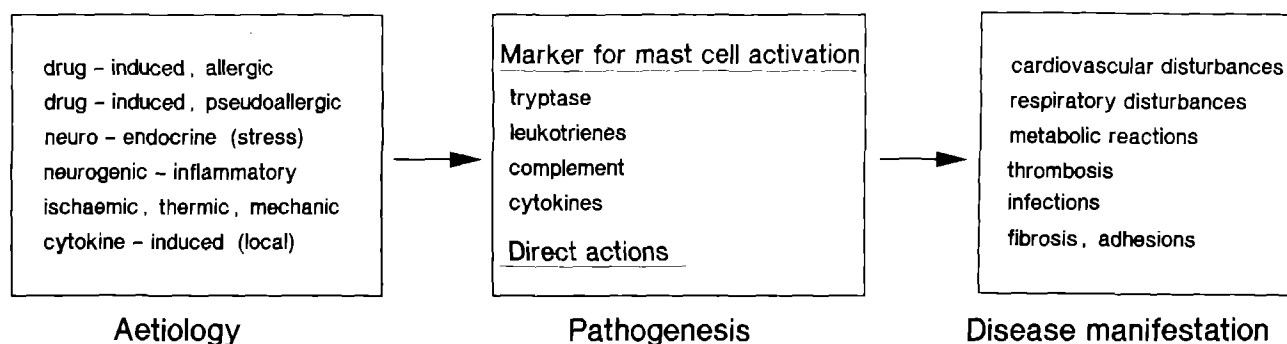 drug – induced, allergic
drug – induced, pseudoallergic
neuro – endocrine (stress)
neurogenic – inflammatory
ischaemic, thermic, mechanic
cytokine – induced (local)
Aetiology
Marker for mast cell activation
tryptase
leukotrienes
complement
cytokines
Direct actions
Pathogenesis
cardiovascular disturbances
respiratory disturbances
metabolic reactions
thrombosis
infections
fibrosis, adhesions
Disease manifestation